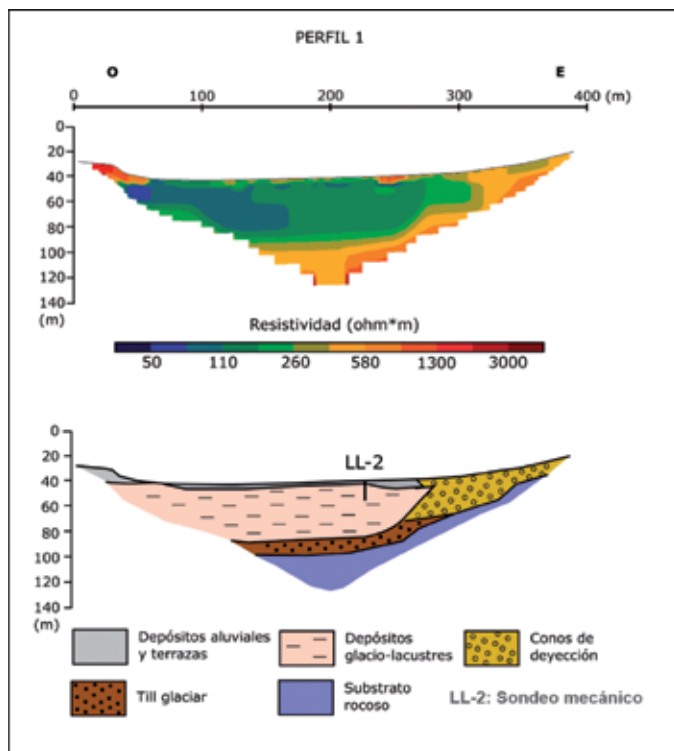 PERFIL 1
O E
0 100 200 300 400 (m)
0
20
40
60
80
100
120
140
(m)
Resistividad (ohm*m)
50 110 260 580 1300 3000
0
20
40
60
80
100
120
140
(m)
LL-2
Depósitos aluviales
y terrazas
Depósitos
glacio-lacustres
Conos de
deyección
Till glaciar
Substrato
rocoso
LL-2: Sondeo mecánico